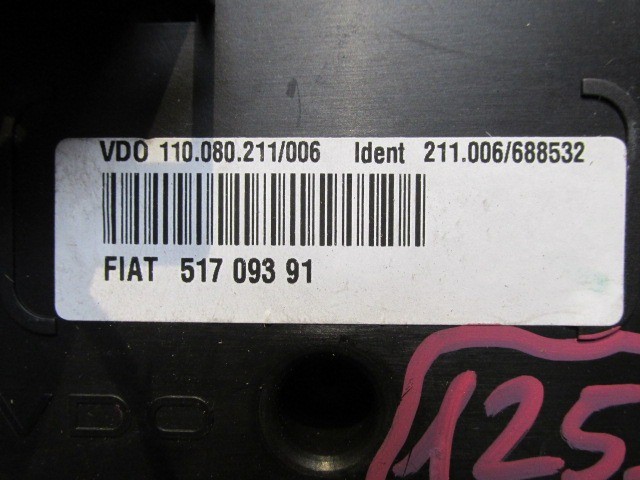 VDO 110.080.211/006 Ident 211.006/688532
FIAT 517 093 91
VDO
125